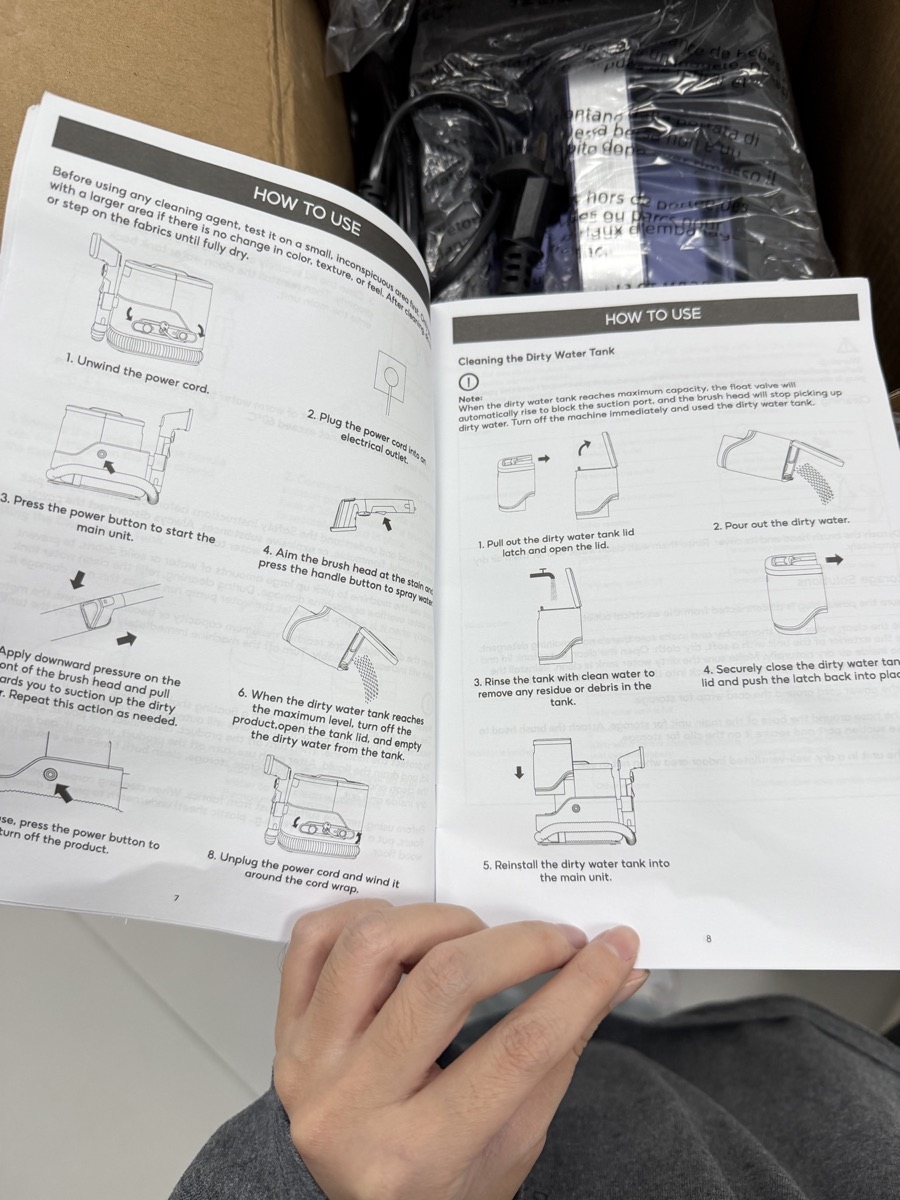 HOW TO USE
Before using any cleaning agent, test it on a small, inconspicuous area first.
with a larger area if there is no change in color, texture, or feel. After cleaning,
or step on the fabrics until fully dry.
1. Unwind the power cord.
2. Plug the power cord into an
electrical outlet.
3. Press the power button to start the
main unit.
4. Aim the brush head at the stain and
press the handle button to spray water
Apply downward pressure on the
ont of the brush head and pull
ards you to suction up the dirty
r. Repeat this action as needed.
6. When the dirty water tank reaches
the maximum level, turn off the
product,open the tank lid, and empty
the dirty water from the tank.
se, press the power button to
turn off the product.
8. Unplug the power cord and wind it
around the cord wrap.
7
HOW TO USE
Cleaning the Dirty Water Tank
Note:
When the dirty water tank reaches maximum capacity, the float valve will
automatically rise to block the suction port, and the brush head will stop picking up
dirty water. Turn off the machine immediately and used the dirty water tank.
1. Pull out the dirty water tank lid
latch and open the lid.
2. Pour out the dirty water.
3. Rinse the tank with clean water to
remove any residue or debris in the
tank.
4. Securely close the dirty water tan
lid and push the latch back into plac
5. Reinstall the dirty water tank into
the main unit.
8
hors de
ou parcs pour
d'emballage